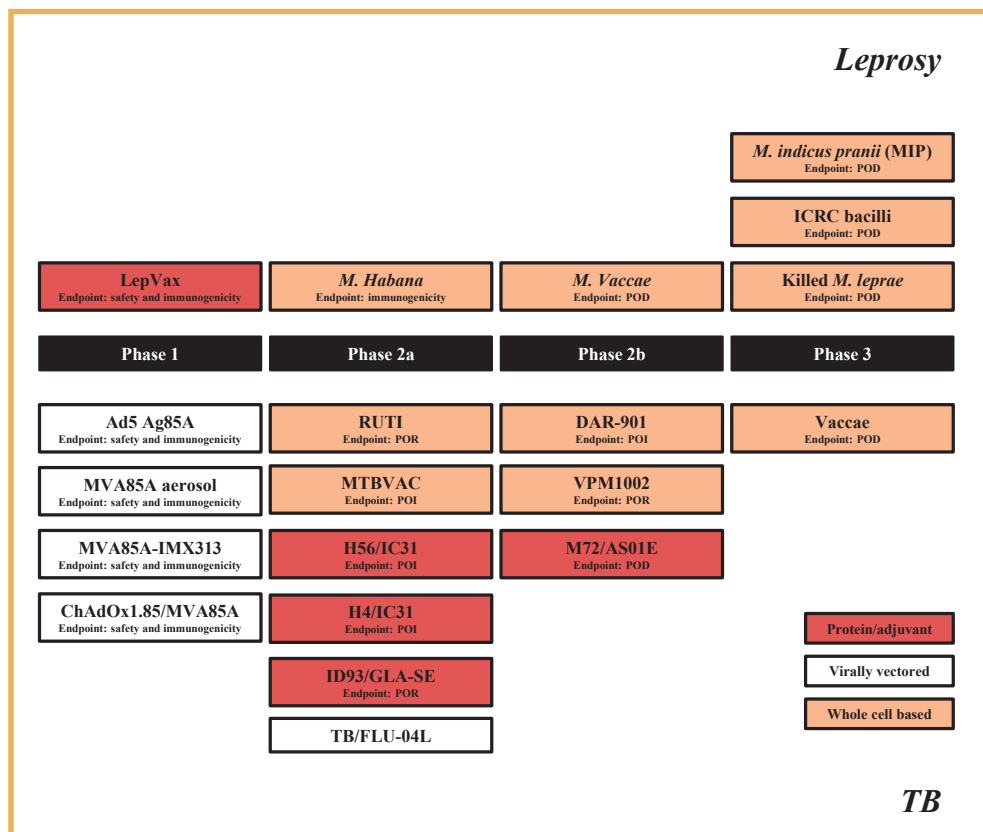 Leprosy
M. indicus pranii (MIP)
Endpoint: POD
ICRC bacilli
Endpoint: POD
LepVax
Endpoint: safety and immunogenicity
M. Habana
Endpoint: immunogenicity
M. Vaccae
Endpoint: POD
Killed M. leprae
Endpoint: POD
Phase 1
Phase 2a
Phase 2b
Phase 3
Ad5 Ag85A
Endpoint: safety and immunogenicity
RUTI
Endpoint: POR
DAR-901
Endpoint: POI
Vaccae
Endpoint: POD
MVA85A aerosol
Endpoint: safety and immunogenicity
MTBVAC
Endpoint: POI
VPM1002
Endpoint: POR
MVA85A-IMX313
Endpoint: safety and immunogenicity
H56/IC31
Endpoint: POI
M72/AS01E
Endpoint: POD
ChAdOx1.85/MVA85A
Endpoint: safety and immunogenicity
H4/IC31
Endpoint: POI
ID93/GLA-SE
Endpoint: POR
TB/FLU-04L
Protein/adjuvant
Virally vectored
Whole cell based
TB